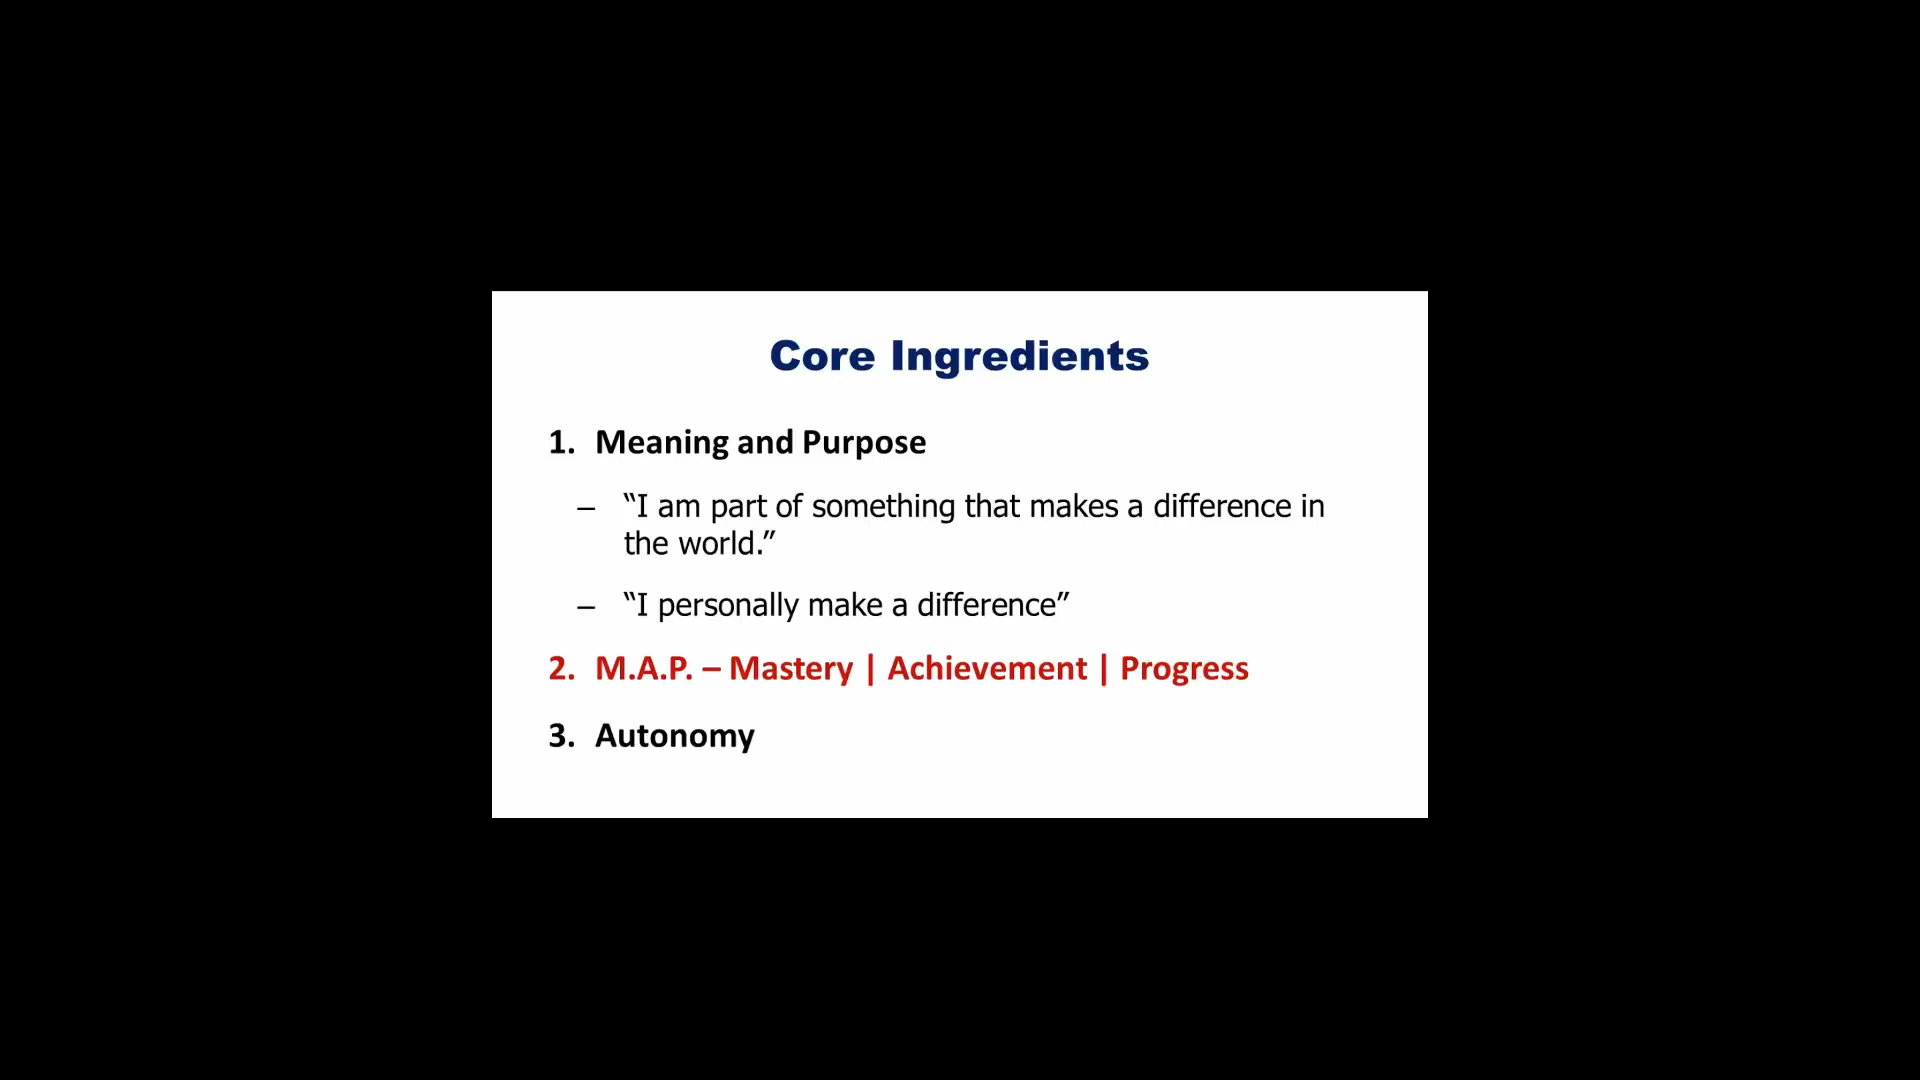 Core Ingredients
1. Meaning and Purpose
– “I am part of something that makes a difference in
the world.”
– “I personally make a difference”
2. M.A.P. – Mastery | Achievement | Progress
3. Autonomy